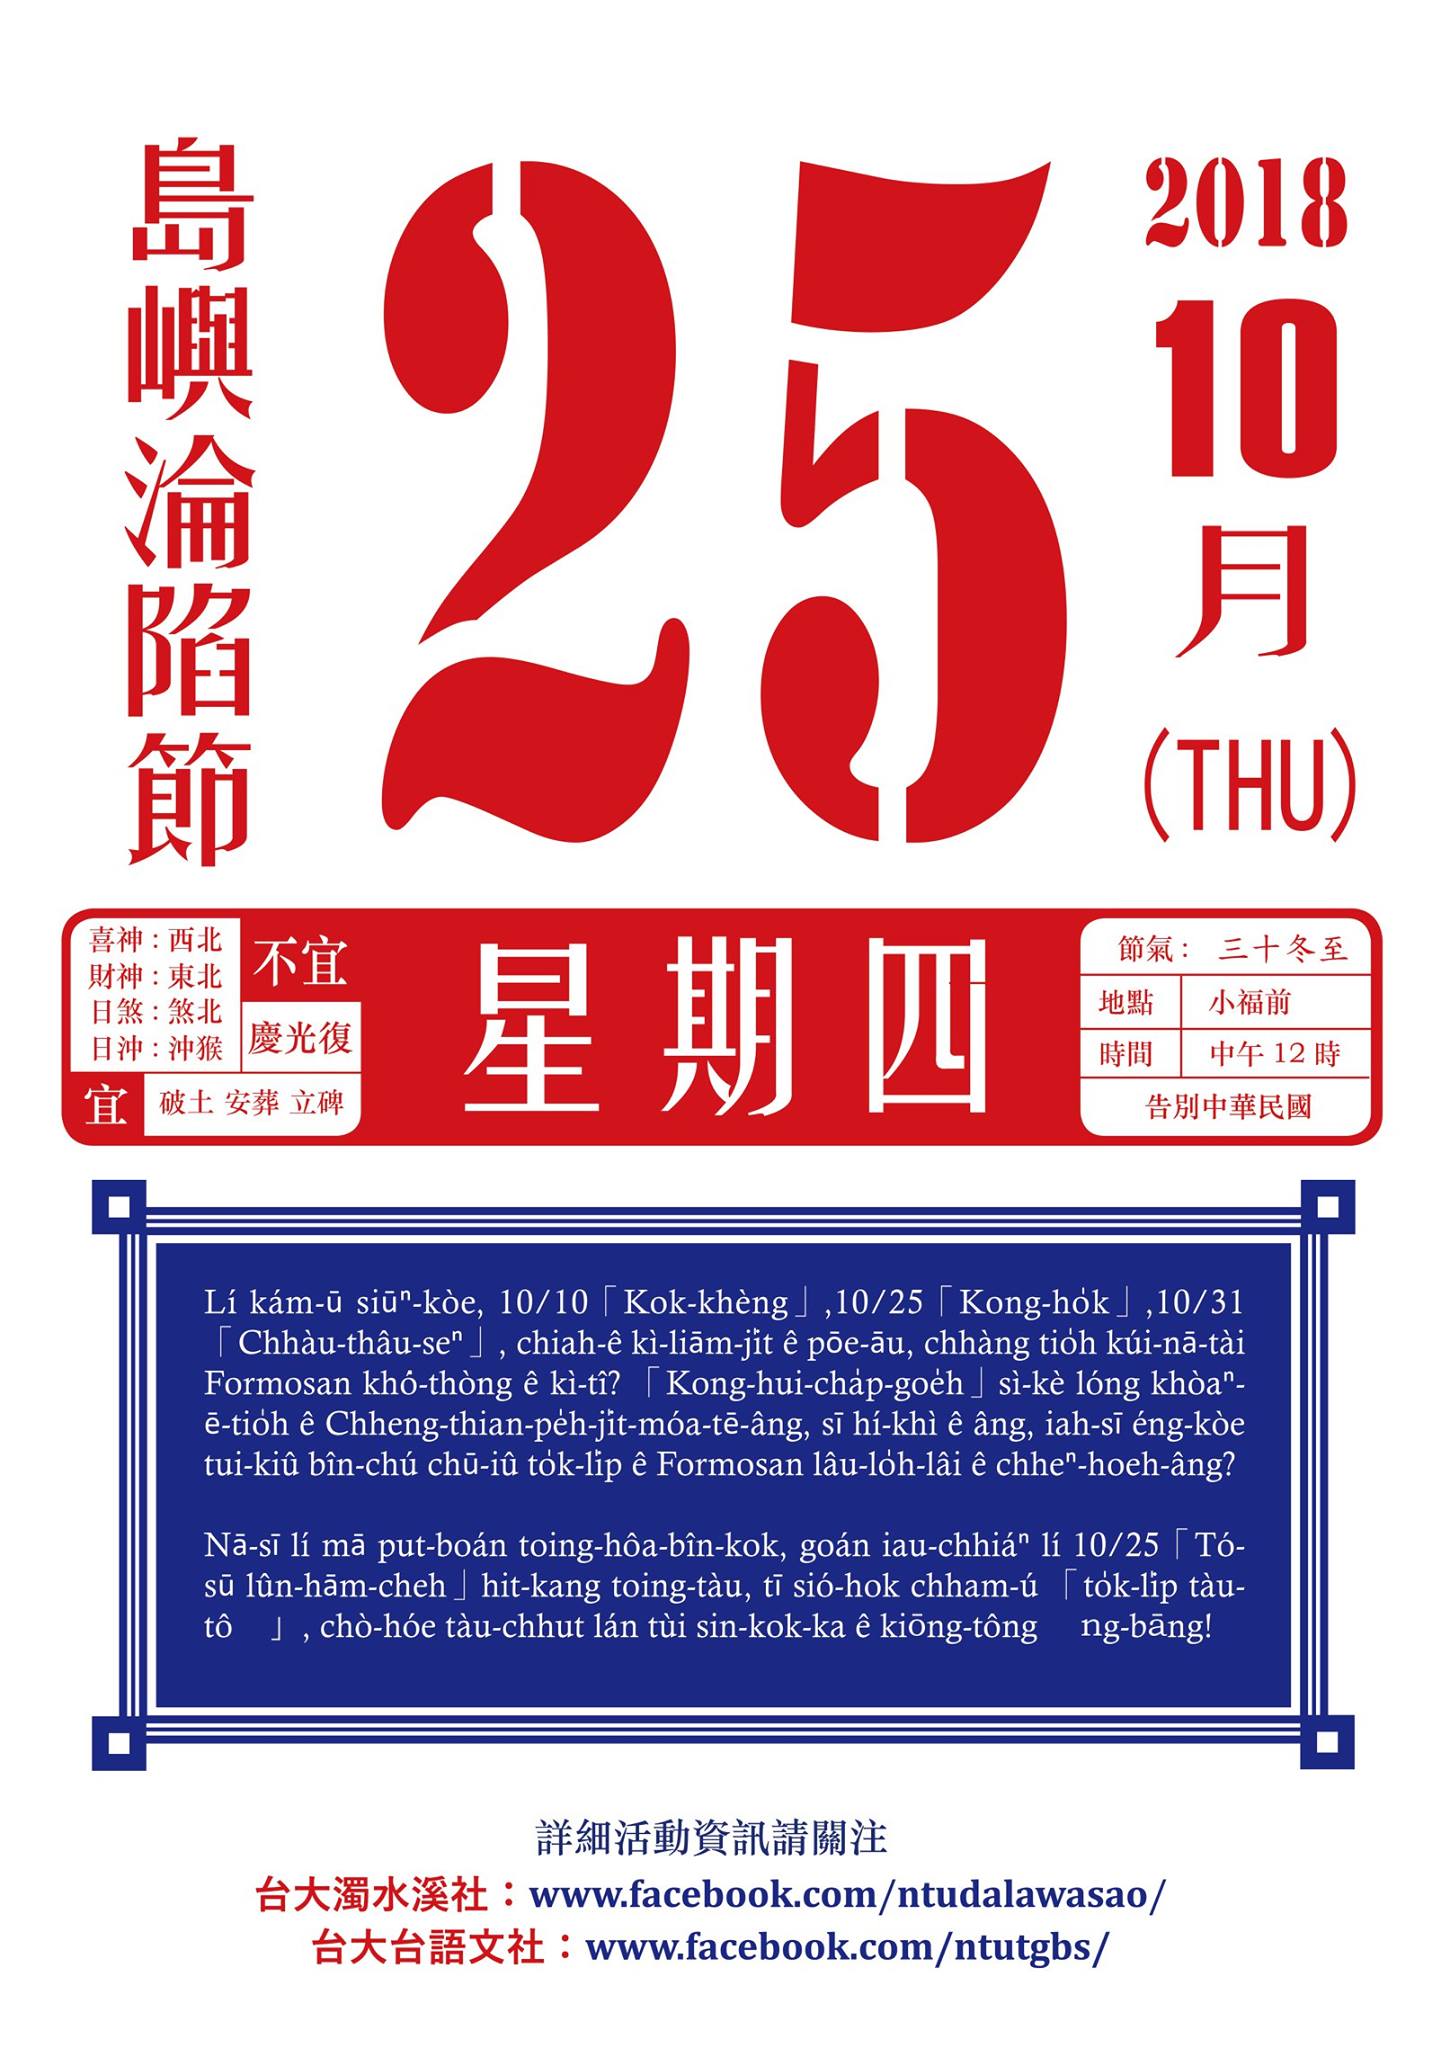 島嶼淪陷節
25
2018
10
月
(THU)
喜神：西北
財神：東北
日煞：煞北
日沖：沖猴
不宜
慶光復
宜
破土 安葬 立碑
星期四
節氣： 三十冬至
地點 小福前
時間 中午 12 時
告別中華民國
Lí kám-ū siūⁿ-kòe, 10/10「Kok-khèng」,10/25「Kong-ho̍k」,10/31
「Chhàu-thâu-seⁿ」, chiah-ê kì-liām-ji̍t ê pōe-āu, chhàng tio̍h kúi-nā-tài
Formosan khó͘-thòng ê kì-tî? 「Kong-hui-cha̍p-goe̍h」sì-kè lóng khòaⁿ-
ē-tio̍h ê Chheng-thian-pe̍h-ji̍t-móa-tē-âng, sī hí-khì ê âng, iah-sī éng-kòe
tui-kiû bîn-chú chū-iû to̍k-li̍p ê Formosan lâu-lo̍h-lâi ê chheⁿ-hoeh-âng?
Nā-sī lí mā put-boán toing-hôa-bîn-kok, goán iau-chhiáⁿ lí 10/25「Tó-
sū lûn-hām-cheh」hit-kang toing-tàu, tī sió-hok chham-ú 「to̍k-li̍p tàu-
tô 」, chò-hóe tàu-chhut lán tùi sin-kok-ka ê kiōng-tông ng-bāng!
詳細活動資訊請關注
台大濁水溪社：www.facebook.com/ntudalawasao/
台大台語文社：www.facebook.com/ntutgbs/